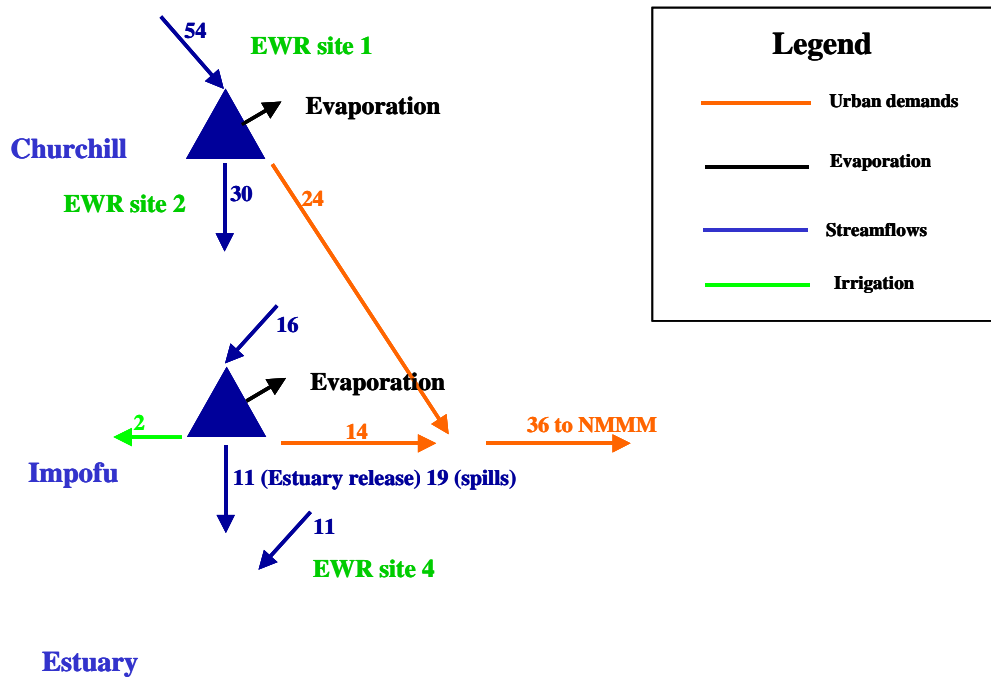 54
EWR site 1
Evaporation
Churchill
30
EWR site 2
24
16
Evaporation
2
14
36 to NMMM
Impofu
11 (Estuary release) 19 (spills)
11
EWR site 4
Estuary
Legend
Urban demands
Evaporation
Streamflows
Irrigation